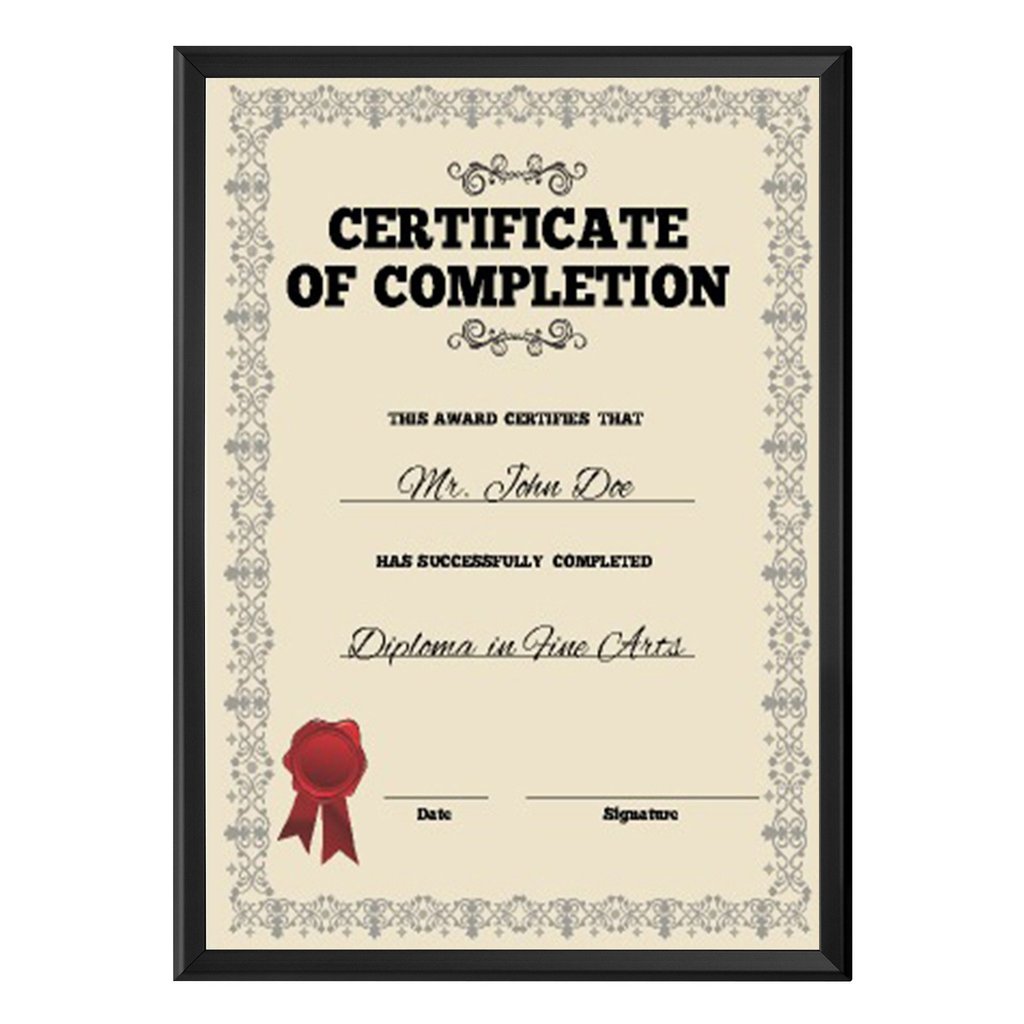 CERTIFICATE
OF COMPLETION
THIS AWARD CERTIFIES THAT
Mr. John Doe
HAS SUCCESSFULLY COMPLETED
Diploma in Fine Arts
Date Signature